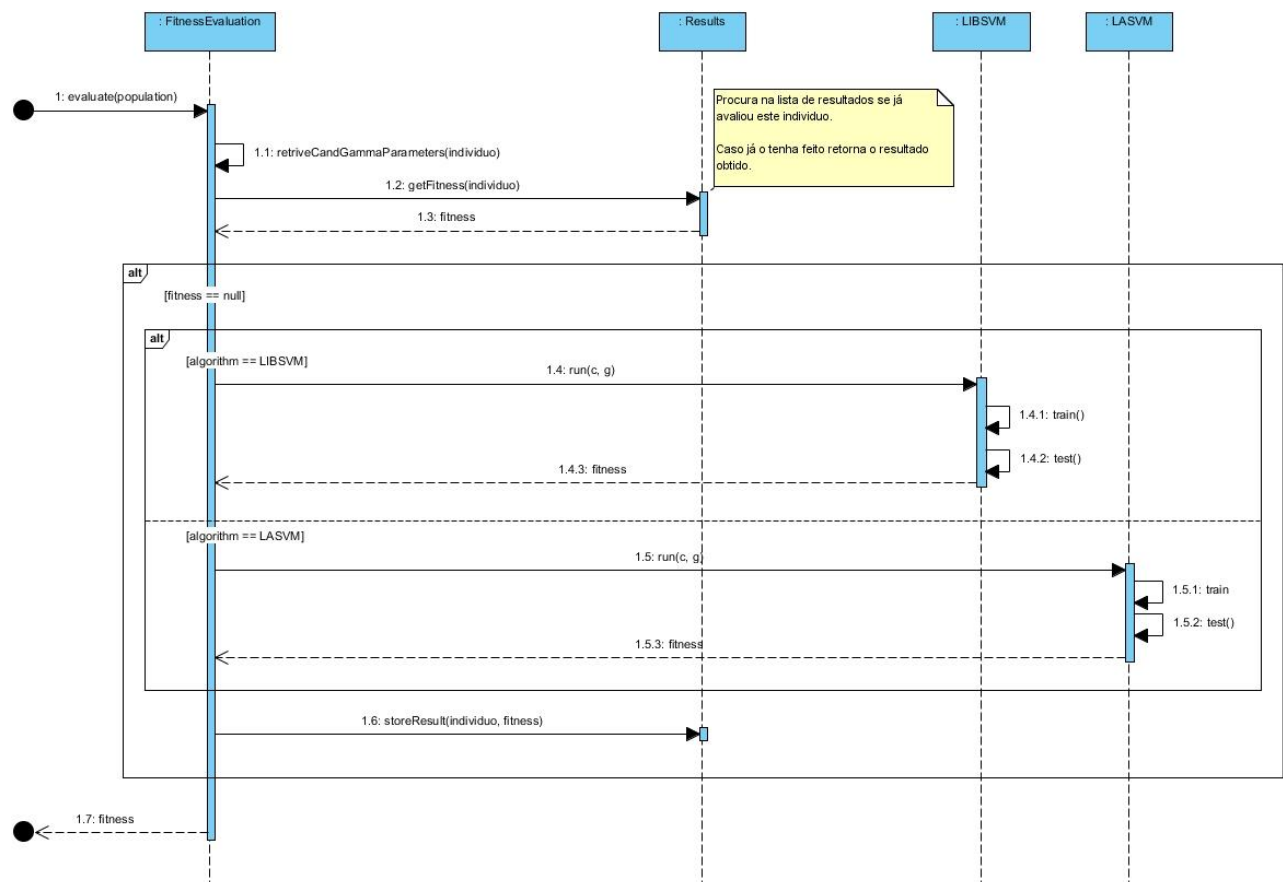 : FitnessEvaluation
: Results
: LIBSVM
: LASVM
1: evaluate(population)
Procura na lista de resultados se já
avaliou este individuo.
Caso já o tenha feito retorna o resultado
obtido.
1.1: retriveCandGammaParameters(individuo)
1.2: getFitness(individuo)
1.3: fitness
alt
[fitness == null]
alt
[algorithm == LIBSVM]
1.4: run(c, g)
1.4.1: train()
1.4.2: test()
1.4.3: fitness
[algorithm == LASVM]
1.5: run(c, g)
1.5.1: train
1.5.2: test()
1.5.3: fitness
1.6: storeResult(individuo, fitness)
1.7: fitness